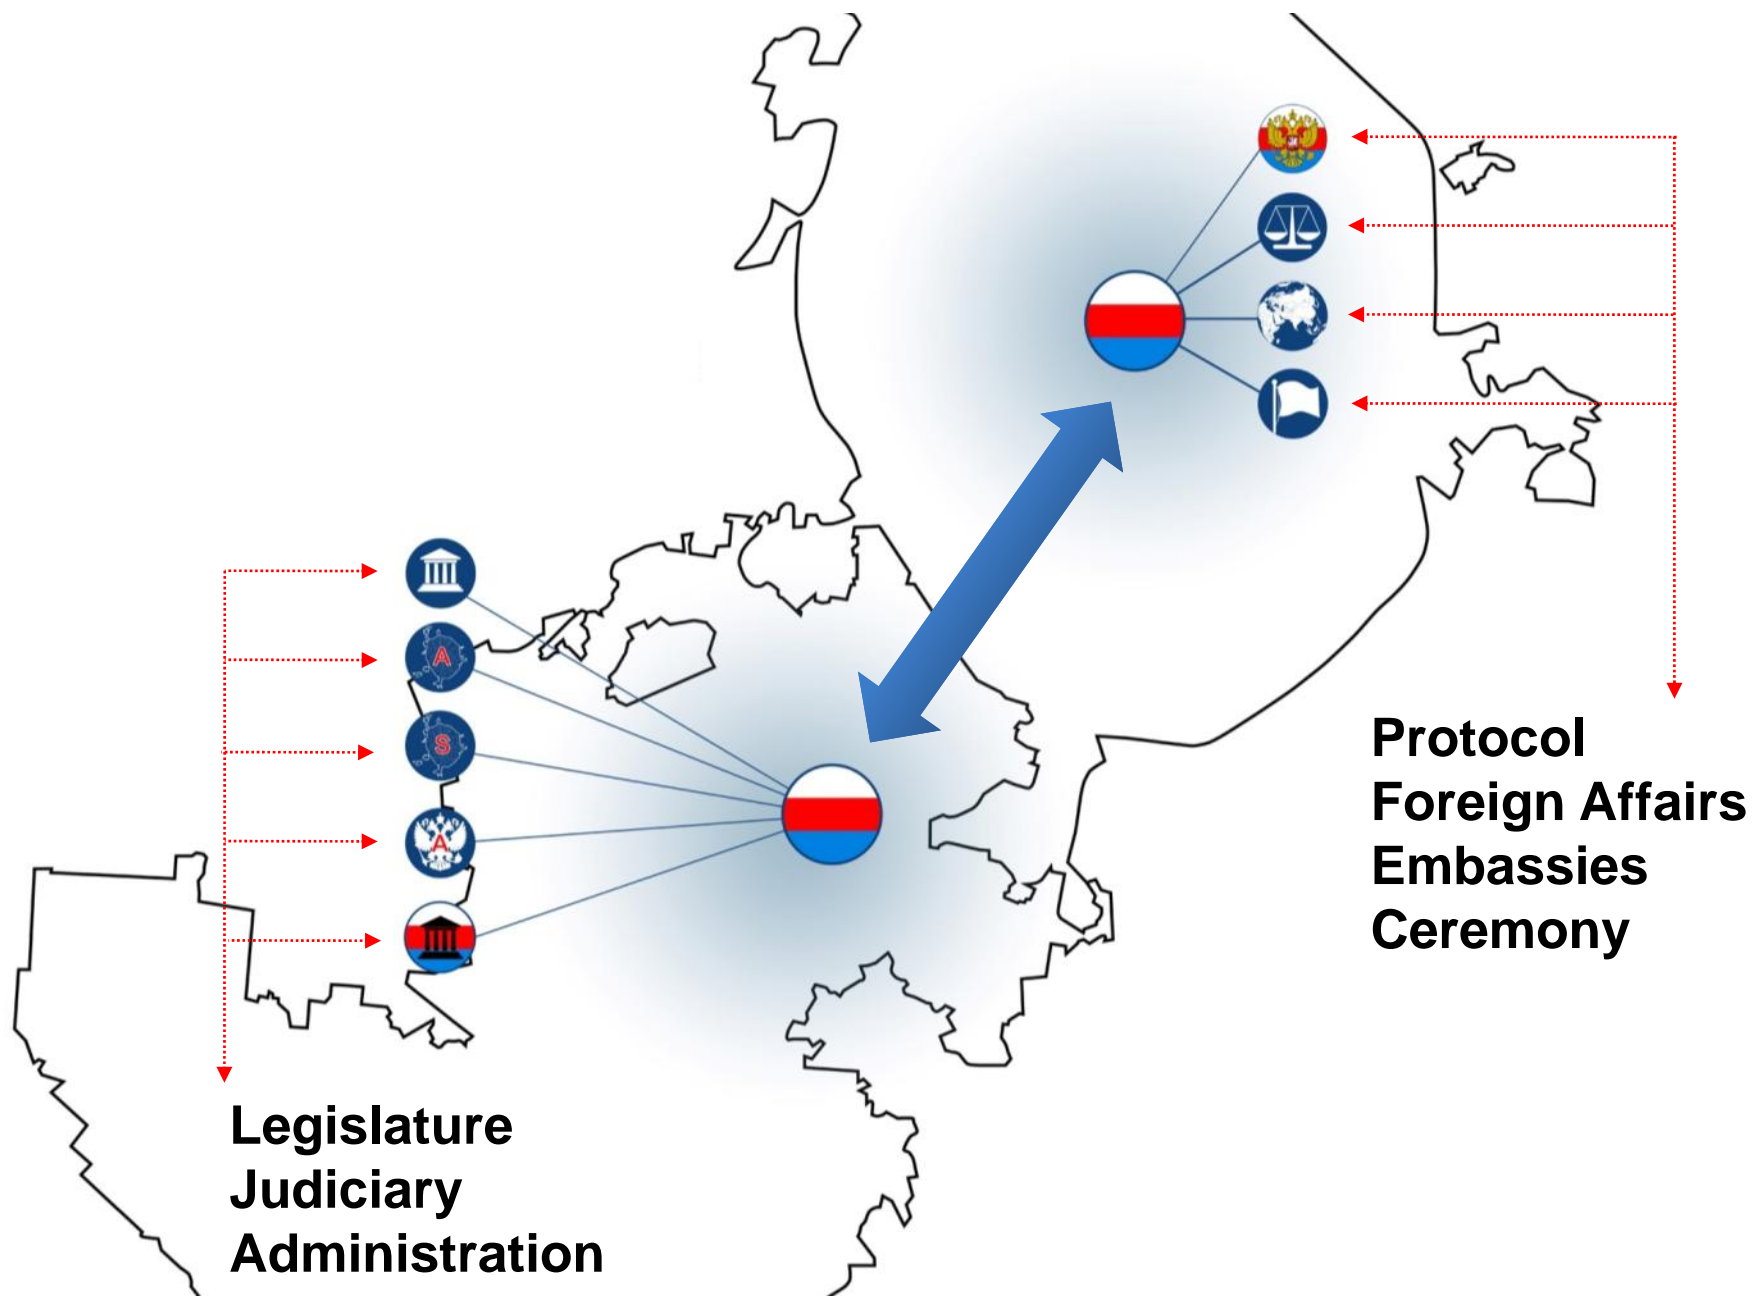 A
S
A
Protocol
Foreign Affairs
Embassies
Ceremony
Legislature
Judiciary
Administration